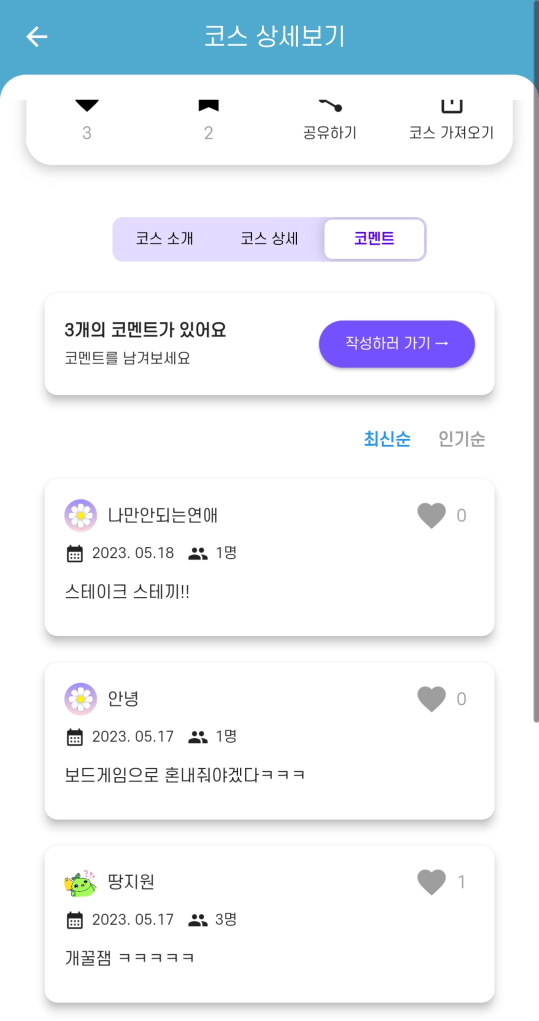 코스 상세보기
3
2
공유하기
코스 가져오기
코스 소개
코스 상세
코멘트
3개의 코멘트가 있어요
코멘트를 남겨보세요
작성하러 가기 →
최신순
인기순
나만안되는연애
0
2023. 05.18
1명
스테이크 스테끼!!
안녕
0
2023. 05.17
1명
보드게임으로 혼내줘야겠다ㅋㅋㅋ
땅지원
1
2023. 05.17
3명
개꿀잼 ㅋㅋㅋㅋㅋ